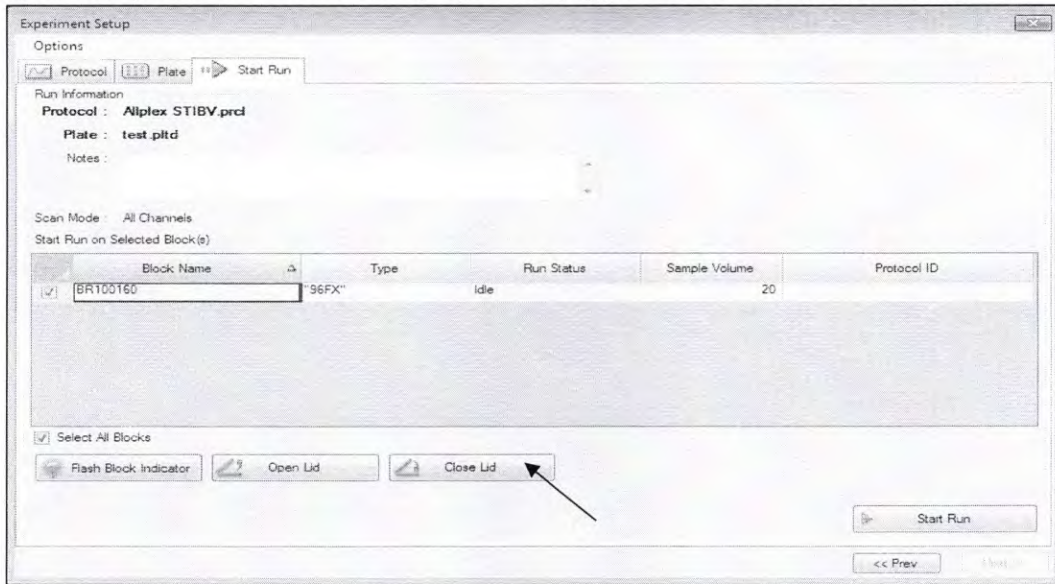 Experiment Setup
Options
Protocol Plate Start Run
Run Information
Protocol : Allplex STIBV.prcl
Plate : test.pltd
Notes :
Scan Mode : All Channels
Start Run on Selected Block(s)
Block Name Type Run Status Sample Volume Protocol ID
BR100160 "96FX" Idle 20
Select All Blocks
Flash Block Indicator Open Lid Close Lid
Start Run
<< Prev